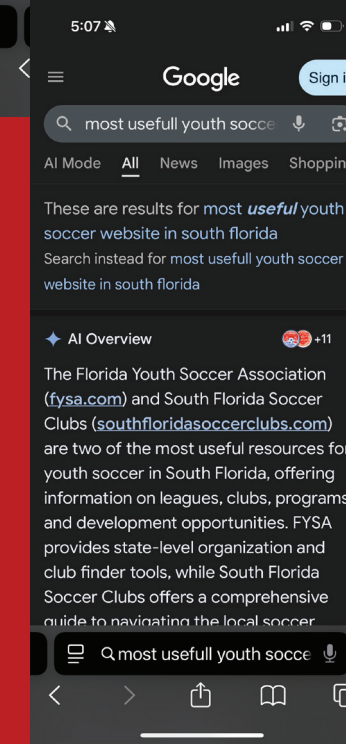 5:07
Google
Sign i
most usefull youth socce
AI Mode All News Images Shoppin
These are results for most useful youth
soccer website in south florida
Search instead for most usefull youth soccer
website in south florida
AI Overview +11
The Florida Youth Soccer Association
(fysa.com) and South Florida Soccer
Clubs (southfloridasoccerclubs.com)
are two of the most useful resources for
youth soccer in South Florida, offering
information on leagues, clubs, programs
and development opportunities. FYSA
provides state-level organization and
club finder tools, while South Florida
Soccer Clubs offers a comprehensive
guide to navigating the local soccer
most usefull youth socce